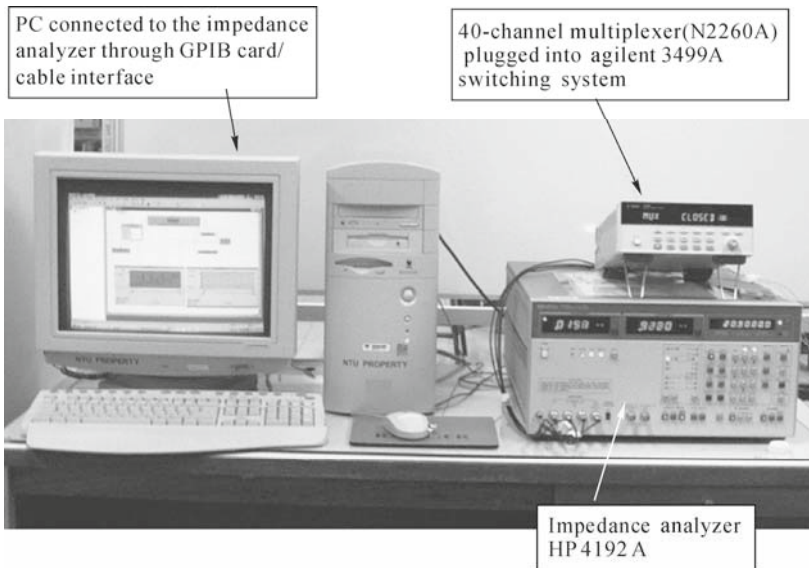 PC connected to the impedance
analyzer through GPIB card/
cable interface
40-channel multiplexer(N2260A)
plugged into agilent 3499A
switching system
MUX CLOSED
NTU PROPERTY
NTU PROPERTY
Impedance analyzer
HP4192A